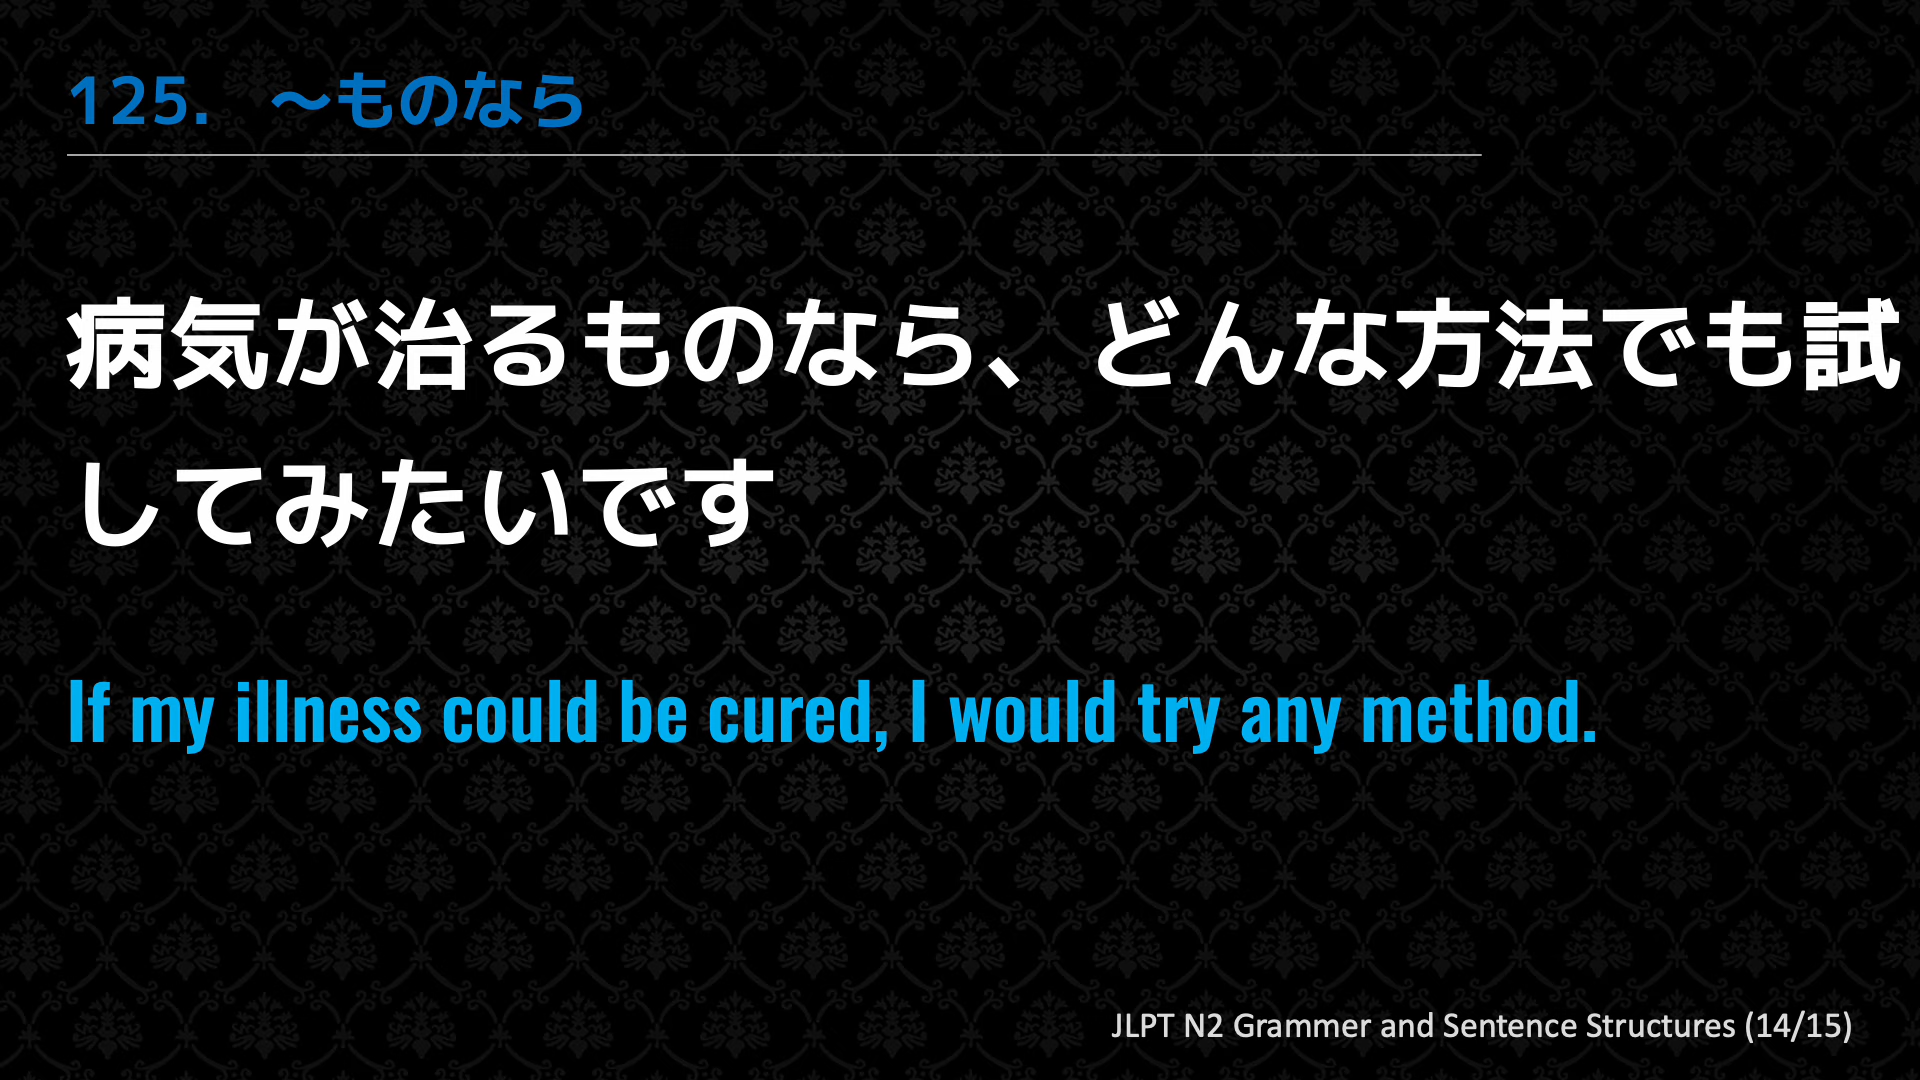 125. ～ものなら
病気が治るものなら、どんな方法でも試
してみたいです
If my illness could be cured, I would try any method.
JLPT N2 Grammer and Sentence Structures (14/15)